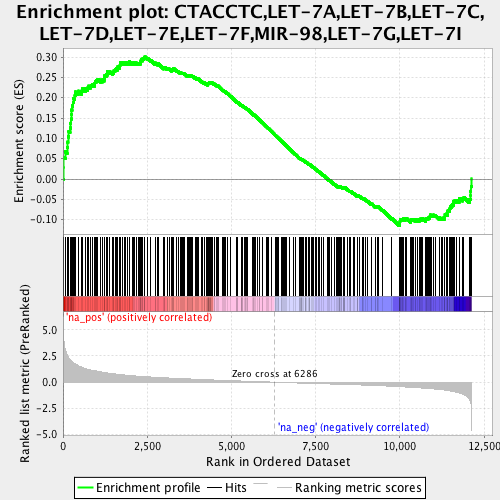 Enrichment plot: CTACCTC,LET-7A,LET-7B,LET-7C,
LET-7D,LET-7E,LET-7F,MIR-98,LET-7G,LET-7I
Enrichment score (ES)
0.30
0.25
0.20
0.15
0.10
0.05
0.00
-0.05
-0.10
Ranked list metric (PreRanked)
'na_pos' (positively correlated)
5.0
2.5
0.0
-2.5
-5.0
Zero cross at 6286
'na_neg' (negatively correlated)
0
2,500
5,000
7,500
10,000
12,500
Rank in Ordered Dataset
Enrichment profile
Hits
Ranking metric scores